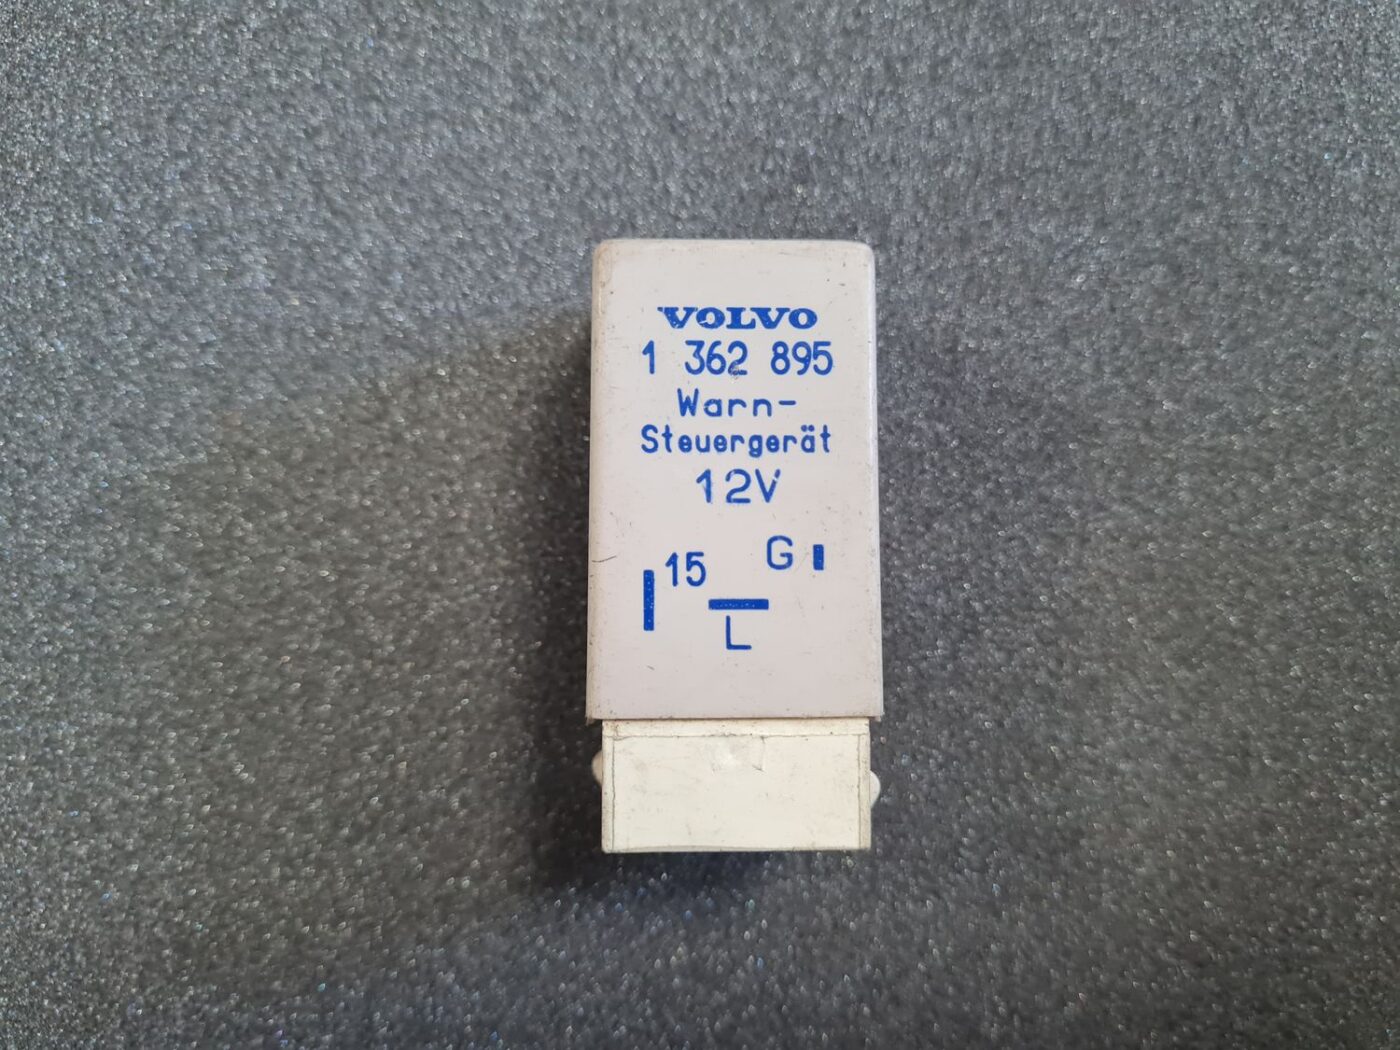 VOLVO
1 362 895
Warn-
Steuergerät
12V
15 G
L